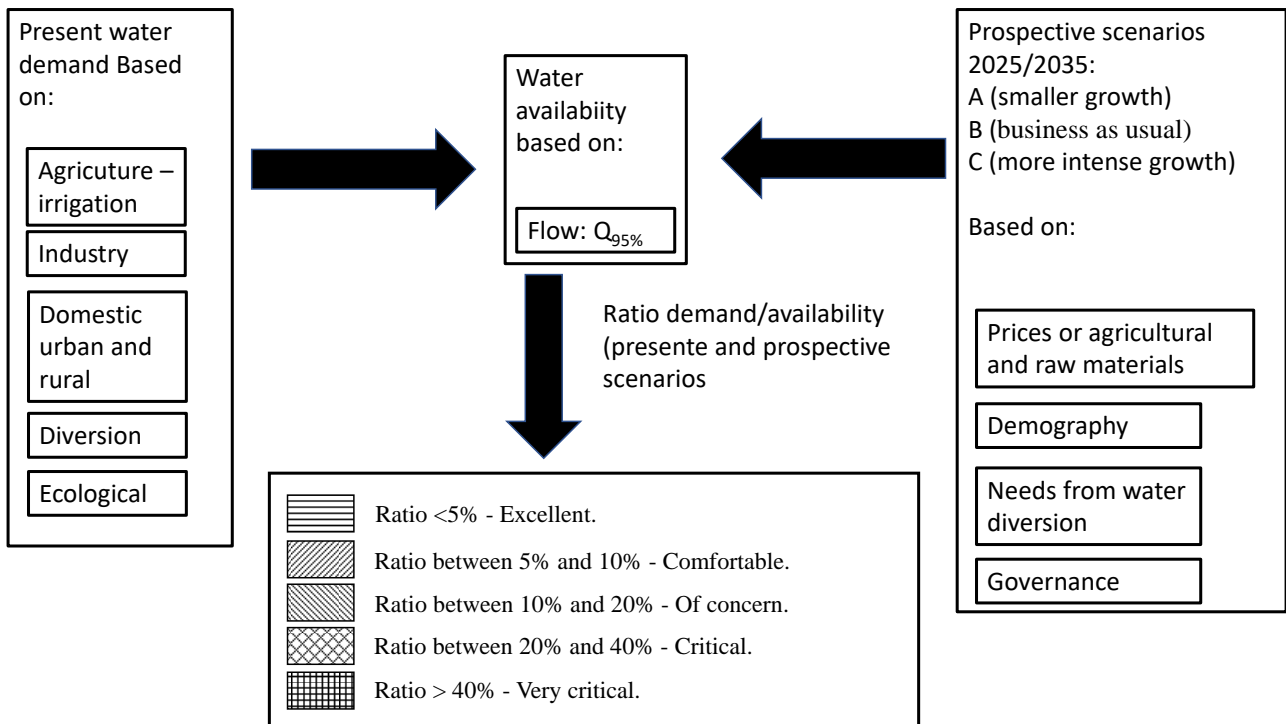 Present water
demand Based
on:
Agricuture –
irrigation
Industry
Domestic
urban and
rural
Diversion
Ecological
Water
availabiity
based on:
Flow: Q95%
Prospective scenarios
2025/2035:
A (smaller growth)
B (business as usual)
C (more intense growth)
Based on:
Prices or agricultural
and raw materials
Demography
Needs from water
diversion
Governance
Ratio demand/availability
(presente and prospective
scenarios
Ratio <5% - Excellent.
Ratio between 5% and 10% - Comfortable.
Ratio between 10% and 20% - Of concern.
Ratio between 20% and 40% - Critical.
Ratio > 40% - Very critical.